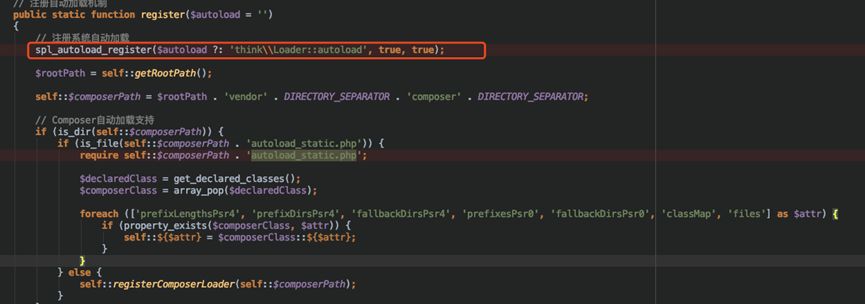 // 注册自动加载机制
public static function register($autoload = '')
{
// 注册系统自动加载
spl_autoload_register($autoload ?: 'think\\Loader::autoload', true, true);
$rootPath = self::getRootPath();
self::$composerPath = $rootPath . 'vendor' . DIRECTORY_SEPARATOR . 'composer' . DIRECTORY_SEPARATOR;
// Composer自动加载支持
if (is_dir(self::$composerPath)) {
if (is_file(self::$composerPath . 'autoload_static.php')) {
require self::$composerPath . 'autoload_static.php';
$declaredClass = get_declared_classes();
$composerClass = array_pop($declaredClass);
foreach (['prefixLengthsPsr4', 'prefixDirsPsr4', 'fallbackDirsPsr4', 'prefixesPsr0', 'fallbackDirsPsr0', 'classMap', 'files'] as $attr) {
if (property_exists($composerClass, $attr)) {
self::${$attr} = $composerClass::${$attr};
}
}
} else {
self::registerComposerLoader(self::$composerPath);
}